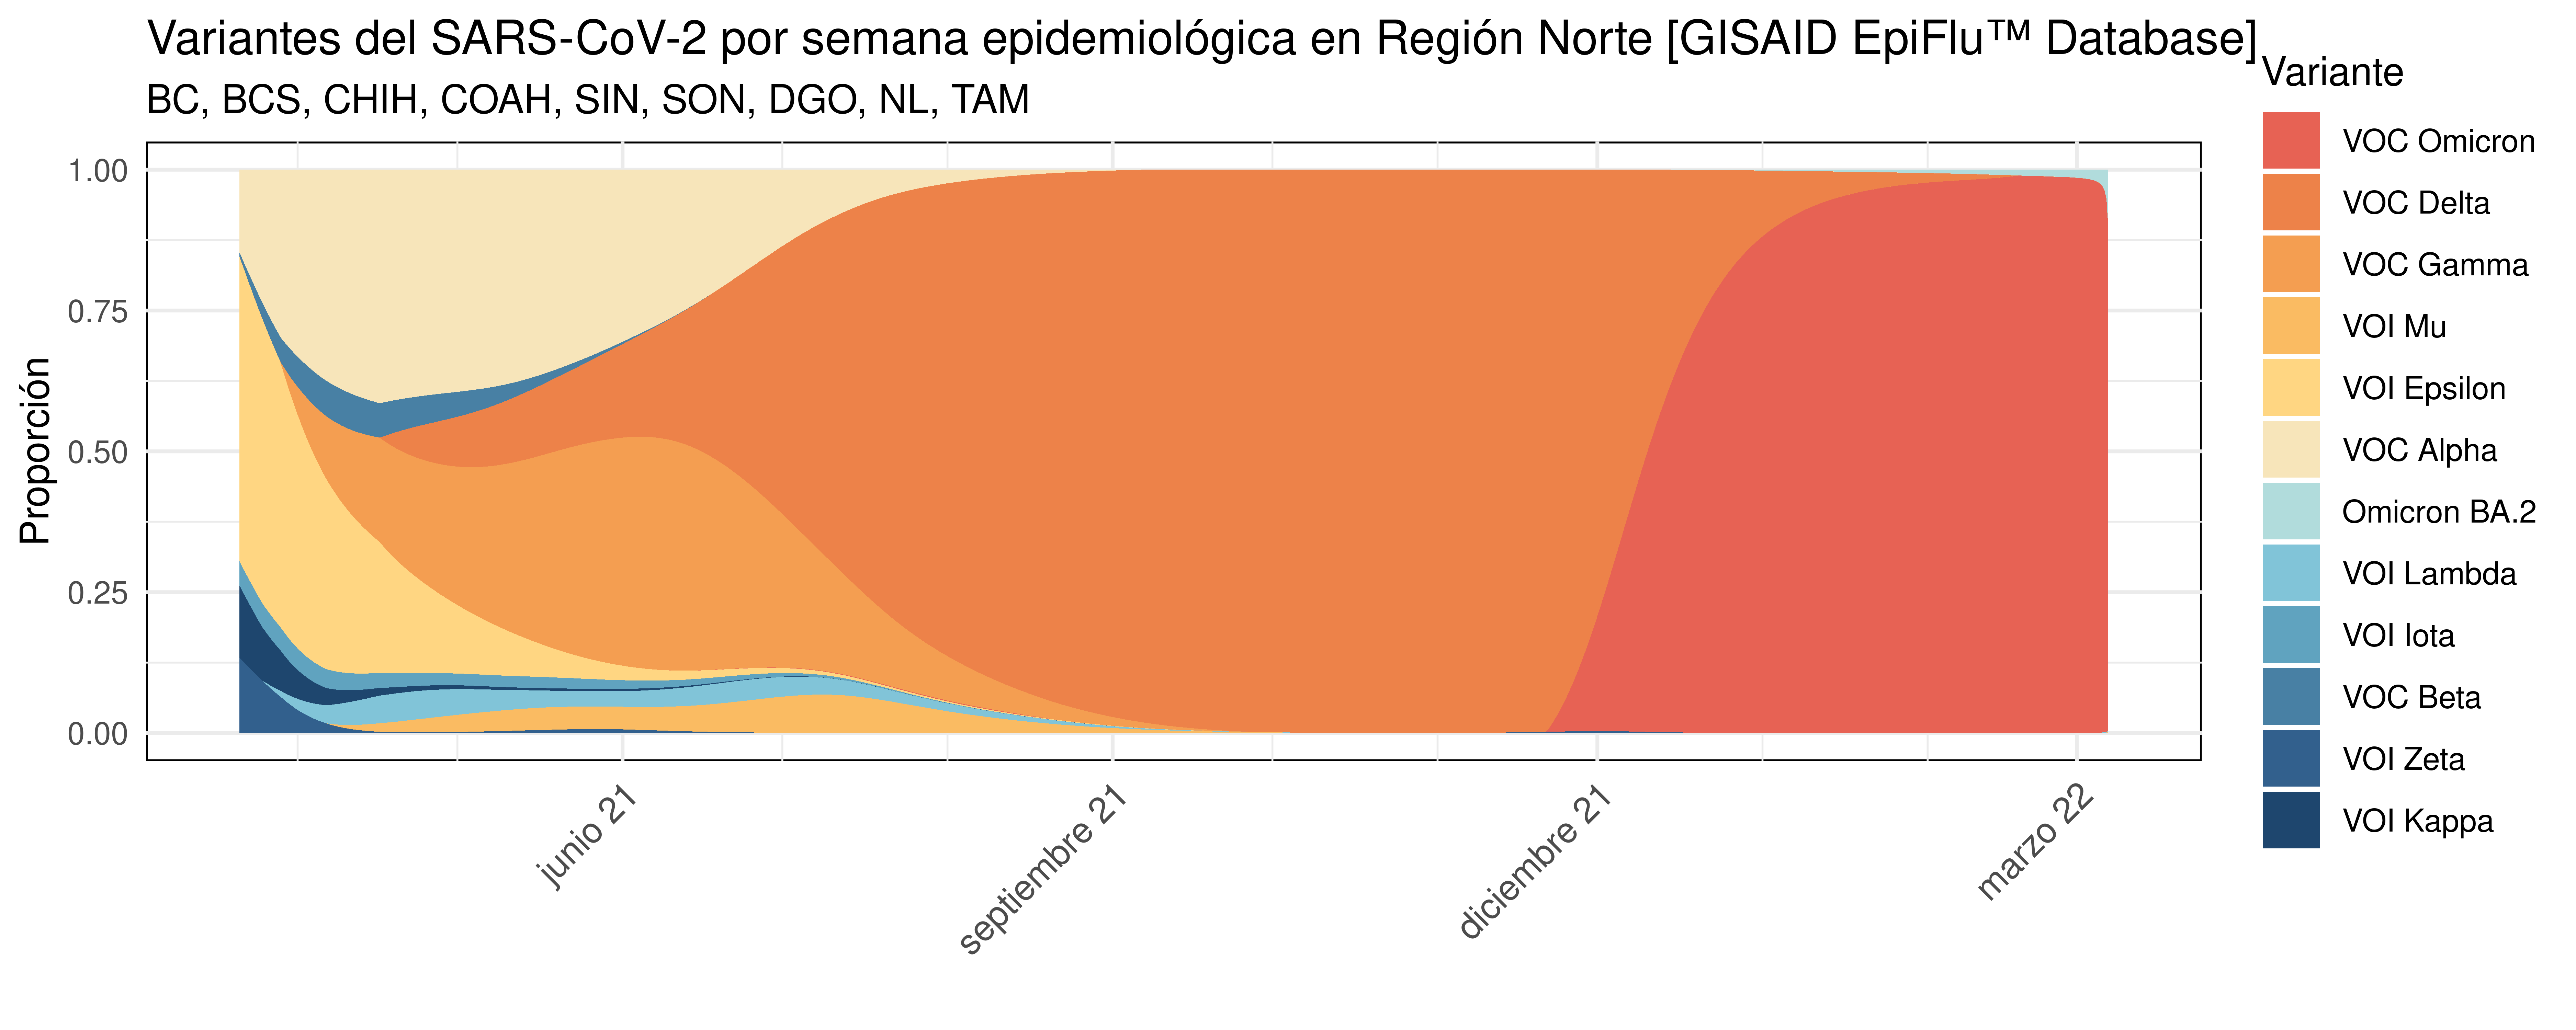 Variantes del SARS-CoV-2 por semana epidemiológica en Región Norte [GISAID EpiFlu™ Database]
BC, BCS, CHIH, COAH, SIN, SON, DGO, NL, TAM
Proporción
1.00
0.75
0.50
0.25
0.00
junio 21
septiembre 21
diciembre 21
marzo 22
Variante
VOC Omicron
VOC Delta
VOC Gamma
VOI Mu
VOI Epsilon
VOC Alpha
Omicron BA.2
VOI Lambda
VOI Iota
VOC Beta
VOI Zeta
VOI Kappa